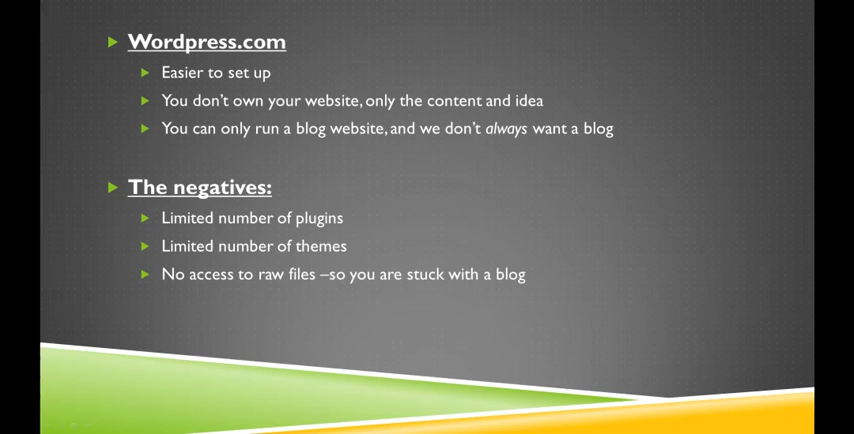 Wordpress.com
Easier to set up
You don't own your website, only the content and idea
You can only run a blog website, and we don't always want a blog
The negatives:
Limited number of plugins
Limited number of themes
No access to raw files –so you are stuck with a blog